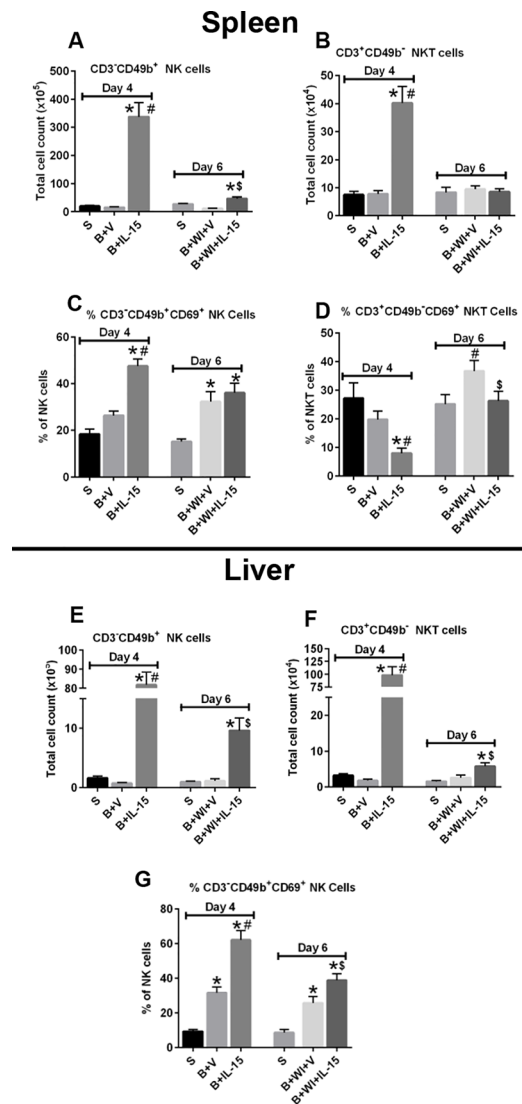 Spleen
A
CD3-CD49b+ NK cells
Day 4
Total cell count (x10⁵)
500
400
300
200
100
0
*
#
Day 6
*$
S
B+V
B+IL-15
S
B+WI+V
B+WI+IL-15
B
CD3+CD49b- NKT cells
Day 4
Total cell count (x10⁴)
60
40
20
0
*
#
Day 6
S
B+V
B+IL-15
S
B+WI+V
B+WI+IL-15
C
% CD3-CD49b+CD69+ NK Cells
Day 4
% of NK cells
60
40
20
0
*#
Day 6
*
*
S
B+V
B+IL-15
S
B+WI+V
B+WI+IL-15
D
% CD3+CD49b-CD69+ NKT Cells
% of NKT cells
50
40
30
20
10
0
Day 4
*#
Day 6
#
$
S
B+V
B+IL-15
S
B+WI+V
B+WI+IL-15
Liver
E
CD3-CD49b+ NK cells
Day 4
Total cell count (x10⁵)
100
90
80
10
0
*#
Day 6
*$
S
B+V
B+IL-15
S
B+WI+V
B+WI+IL-15
F
CD3+CD49b- NKT cells
Day 4
Total cell count (x10⁴)
125
100
75
20
10
0
*#
Day 6
*$
S
B+V
B+IL-15
S
B+WI+V
B+WI+IL-15
G
% CD3-CD49b+CD69+ NK Cells
Day 4
% of NK cells
80
60
40
20
0
*
*#
Day 6
*
*$
S
B+V
B+IL-15
S
B+WI+V
B+WI+IL-15